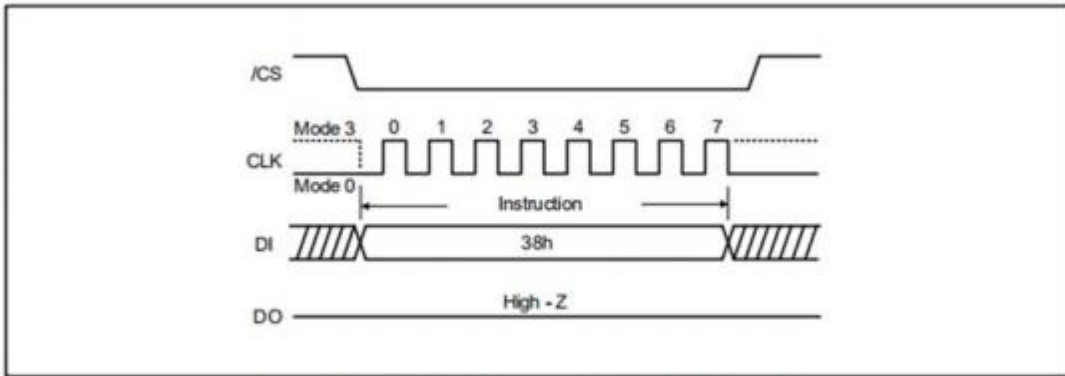 /CS
Mode 3 0 1 2 3 4 5 6 7
CLK
Mode 0
Instruction
DI 38h
High - Z
DO